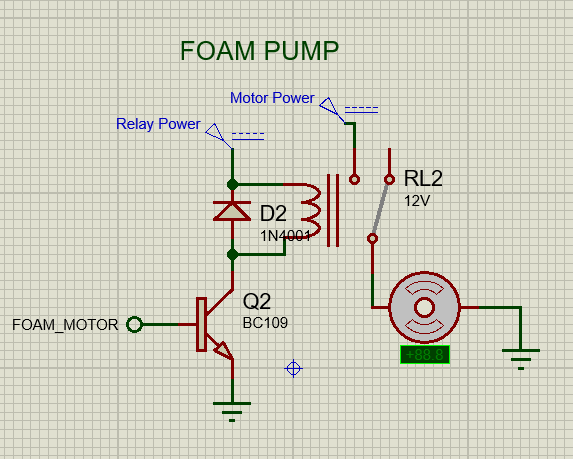 FOAM PUMP
Motor Power
Relay Power
RL2
12V
D2
1N4001
Q2
BC109
FOAM_MOTOR
+88.8